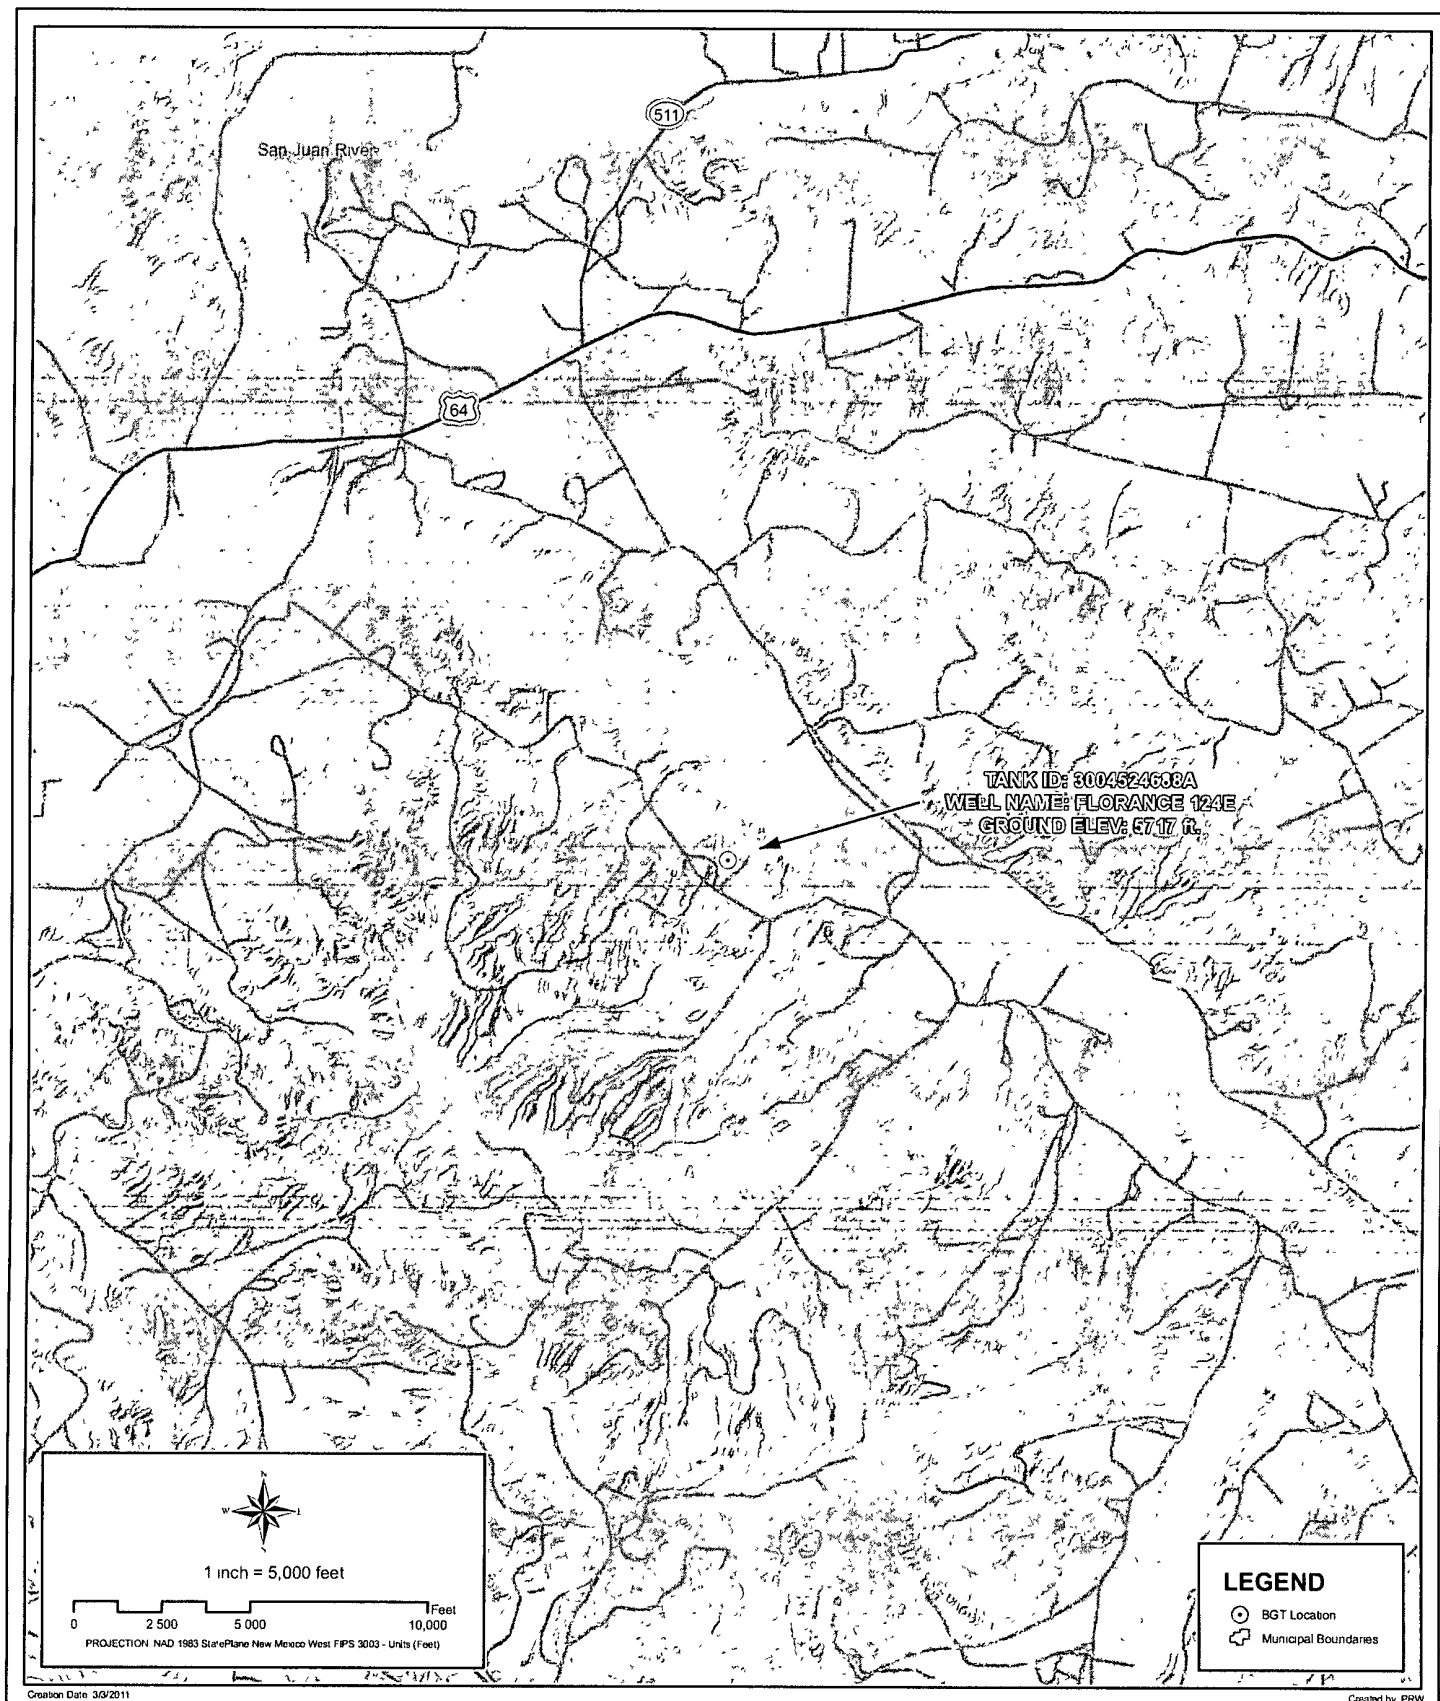 511
San Juan River
64
TANK ID: 3004524688A
WELL NAME: FLORANCE 124E
GROUND ELEV: 5717 ft.
N
W
1 inch = 5,000 feet
Feet
0 2 500 5 000 10,000
PROJECTION NAD 1983 StatePlane New Mexico West FIPS 3003 - Units (Feet)
LEGEND
BGT Location
Municipal Boundaries
Creation Date 3/3/2011
Created by PRW